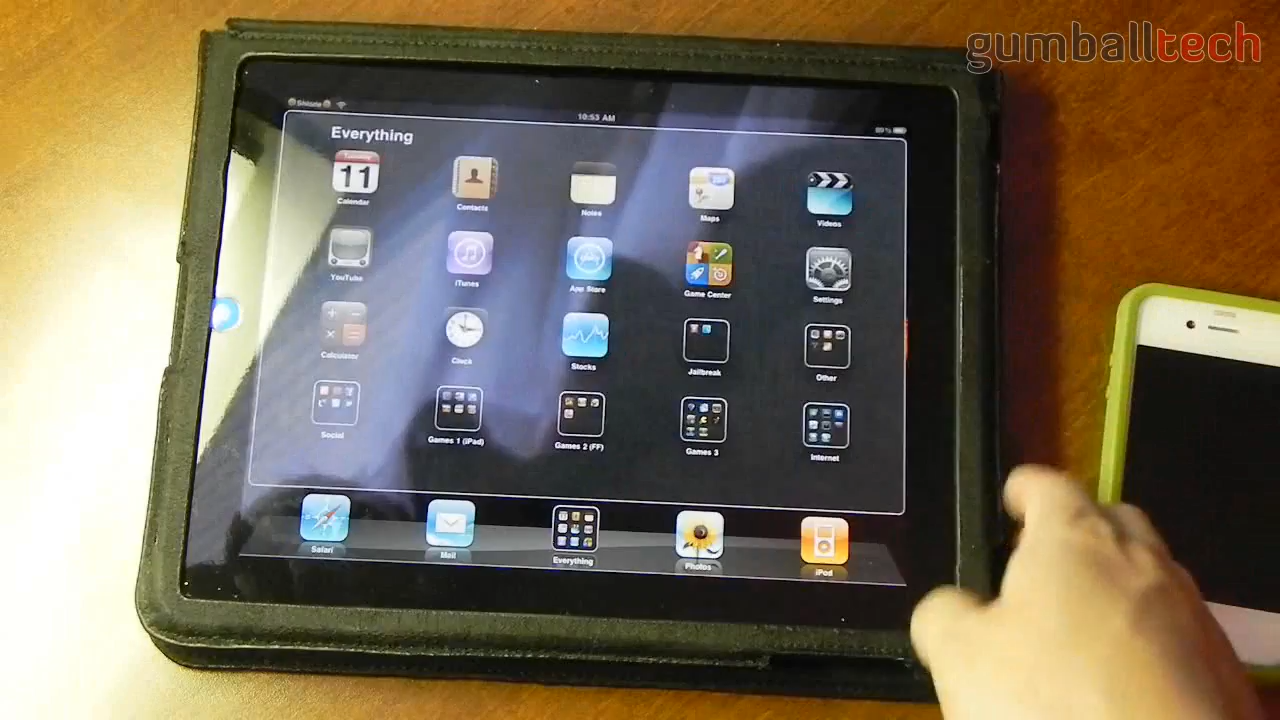 gumballtech
10:53 AM
89 %
Everything
Tuesday
11
Calendar
Contacts
Notes
Maps
Videos
YouTube
iTunes
App Store
Game Center
Settings
Calculator
Clock
Stocks
Jailbreak
Other
Social
Games 1 (iPad)
Games 2 (FF)
Games 3
Internet
Safari
Mail
Everything
Photos
iPod